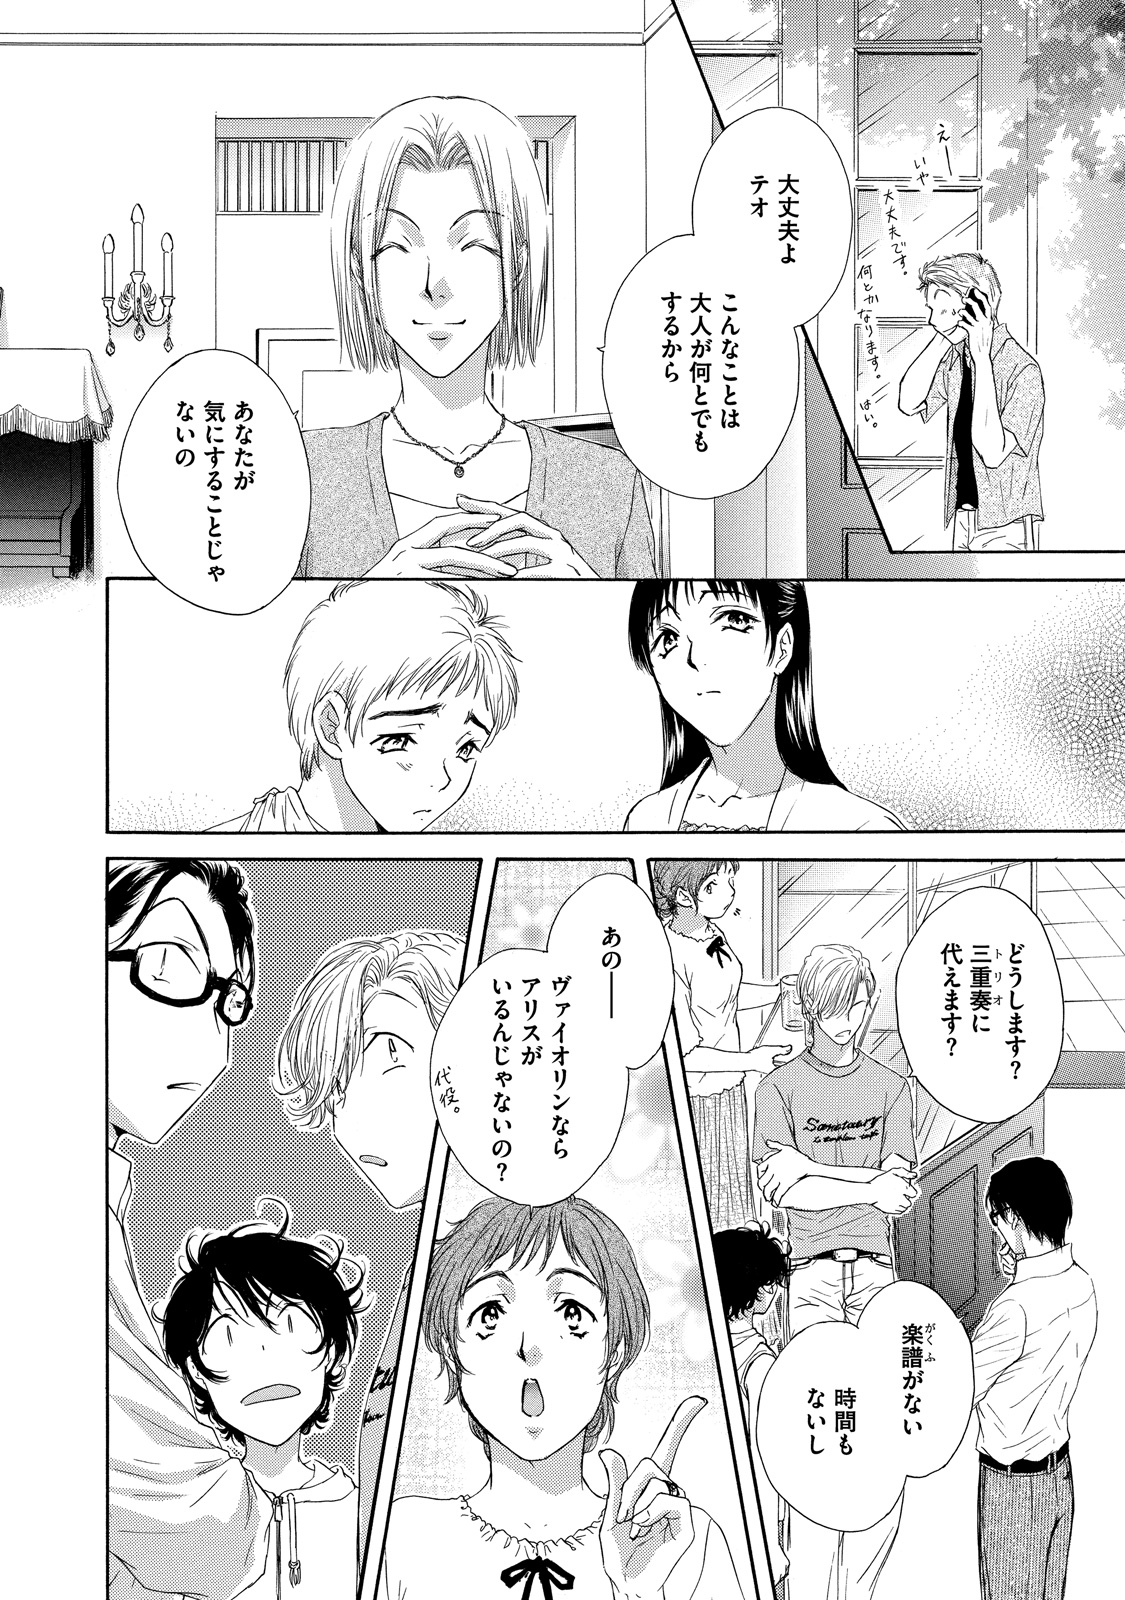 えー
いや
大丈夫です。
何とかなります。
はい。
大丈夫よ
テオ
こんなことは
大人が何とでも
するから
あなたが
気にすることじゃ
ないの
どうします？
三重奏に
トリオ
代えます？
楽譜がない
がくふ
時間も
ないし
あの――
ヴァイオリンなら
アリスが
いるんじゃないの？
代役。
Sanctuary